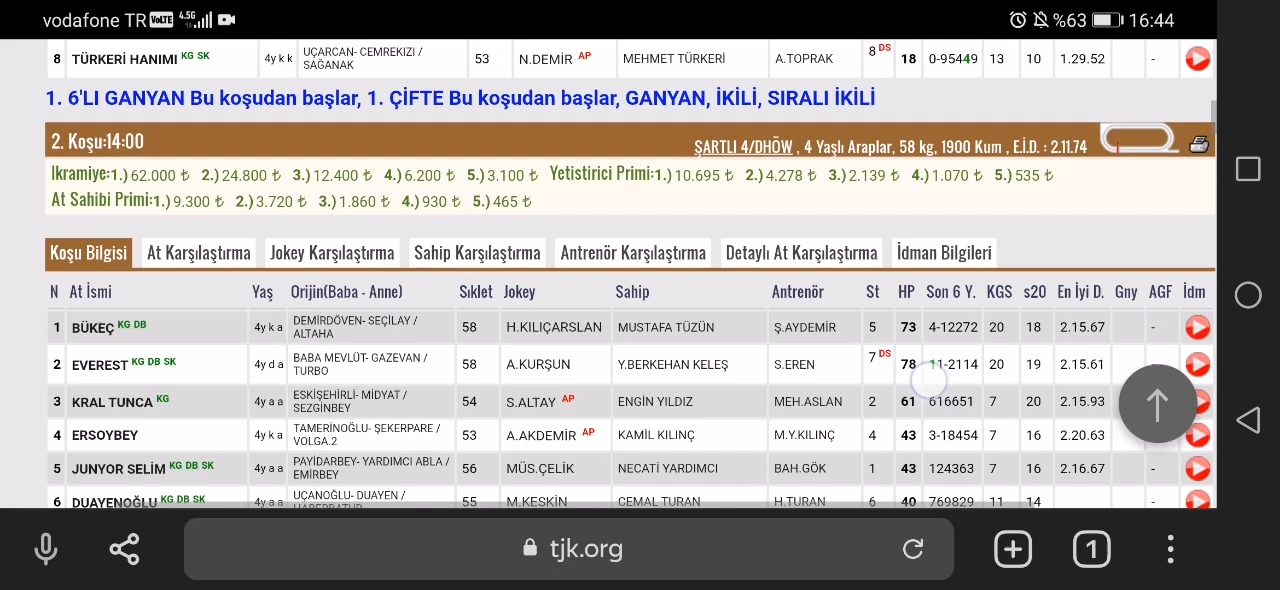 vodafone TR VoLTE 4.5G %63 16:44
8 TÜRKERİ HANIMI KG SK 4y k k UÇARCAN- CEMREKIZI / SAĞANAK 53 N.DEMİR AP MEHMET TÜRKERİ A.TOPRAK 8 DS 18 0-95449 13 10 1.29.52 -
1. 6'LI GANYAN Bu koşudan başlar, 1. ÇİFTE Bu koşudan başlar, GANYAN, İKİLİ, SIRALI İKİLİ
2. Koşu:14:00 ŞARTLI 4/DHÖW , 4 Yaşlı Araplar, 58 kg, 1900 Kum , E.İ.D. : 2.11.74
Ikramiye:1.) 62.000 ₺ 2.) 24.800 ₺ 3.) 12.400 ₺ 4.) 6.200 ₺ 5.) 3.100 ₺ Yetistirici Primi:1.) 10.695 ₺ 2.) 4.278 ₺ 3.) 2.139 ₺ 4.) 1.070 ₺ 5.) 535 ₺
At Sahibi Primi:1.) 9.300 ₺ 2.) 3.720 ₺ 3.) 1.860 ₺ 4.) 930 ₺ 5.) 465 ₺
Koşu Bilgisi At Karşılaştırma Jokey Karşılaştırma Sahip Karşılaştırma Antrenör Karşılaştırma Detaylı At Karşılaştırma İdman Bilgileri
N At İsmi Yaş Orijin(Baba - Anne) Sıklet Jokey Sahip Antrenör St HP Son 6 Y. KGS s20 En İyi D. Gny AGF İdm
1 BÜKEÇ KG DB 4y k a DEMİRDÖVEN- SEÇİLAY / ALTAHA 58 H.KILIÇARSLAN MUSTAFA TÜZÜN Ş.AYDEMİR 5 73 4-12272 20 18 2.15.67 -
2 EVEREST KG DB SK 4y d a BABA MEVLÜT- GAZEVAN / TURBO 58 A.KURŞUN Y.BERKEHAN KELEŞ S.EREN 7 DS 78 11-2114 20 19 2.15.61
3 KRAL TUNCA KG 4y a a ESKİŞEHİRLİ- MİDYAT / SEZGINBEY 54 S.ALTAY AP ENGİN YILDIZ MEH.ASLAN 2 61 616651 7 20 2.15.93
4 ERSOYBEY 4y k a TAMERİNOĞLU- ŞEKERPARE / VOLGA.2 53 A.AKDEMİR AP KAMİL KILINÇ M.Y.KILINÇ 4 43 3-18454 7 16 2.20.63
5 JUNYOR SELİM KG DB SK 4y a a PAYİDARBEY- YARDIMCI ABLA / EMİRBEY 56 MÜS.ÇELİK NECATİ YARDIMCI BAH.GÖK 1 43 124363 7 16 2.16.67 -
6 DUAYENOĞLU KG DB SK 4y a a UÇANOĞLU- DUAYEN / 55 M.KESKİN CEMAL TURAN H.TURAN 6 40 769829 11 14 -
tjk.org 1